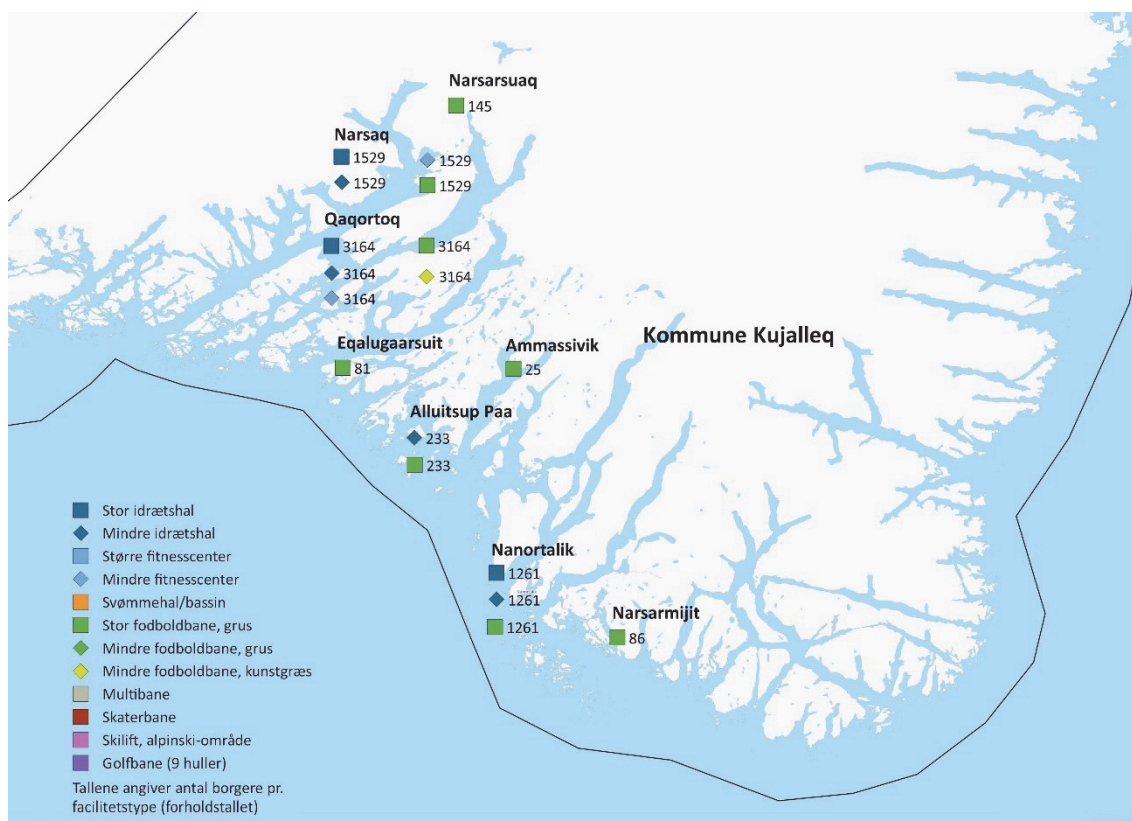 Narsarsuaq
145
Narsaq
1529
1529
1529
1529
Qaqortoq
3164
3164
3164
3164
3164
Kommune Kujalleq
Eqalugaarsuit
81
Ammassivik
25
Alluitsup Paa
233
233
Nanortalik
1261
1261
1261
Narsarmijit
86
Stor idrætshal
Mindre idrætshal
Større fitnesscenter
Mindre fitnesscenter
Svømmehal/bassin
Stor fodboldbane, grus
Mindre fodboldbane, grus
Mindre fodboldbane, kunstgræs
Multibane
Skaterbane
Skilift, alpinski-område
Golfbane (9 huller)
Tallene angiver antal borgere pr.
facilitetstype (forholdstallet)